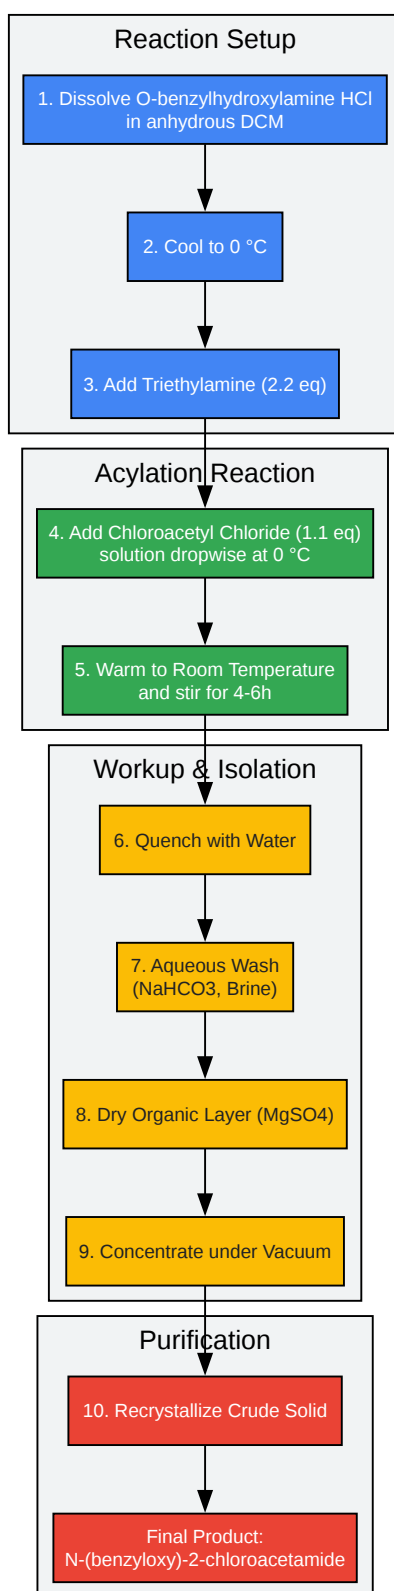 Reaction Setup
1. Dissolve O-benzylhydroxylamine HCl
in anhydrous DCM
2. Cool to 0 °C
3. Add Triethylamine (2.2 eq)
Acylation Reaction
4. Add Chloroacetyl Chloride (1.1 eq)
solution dropwise at 0 °C
5. Warm to Room Temperature
and stir for 4-6h
Workup & Isolation
6. Quench with Water
7. Aqueous Wash
(NaHCO3, Brine)
8. Dry Organic Layer (MgSO4)
9. Concentrate under Vacuum
Purification
10. Recrystallize Crude Solid
Final Product:
N-(benzyloxy)-2-chloroacetamide